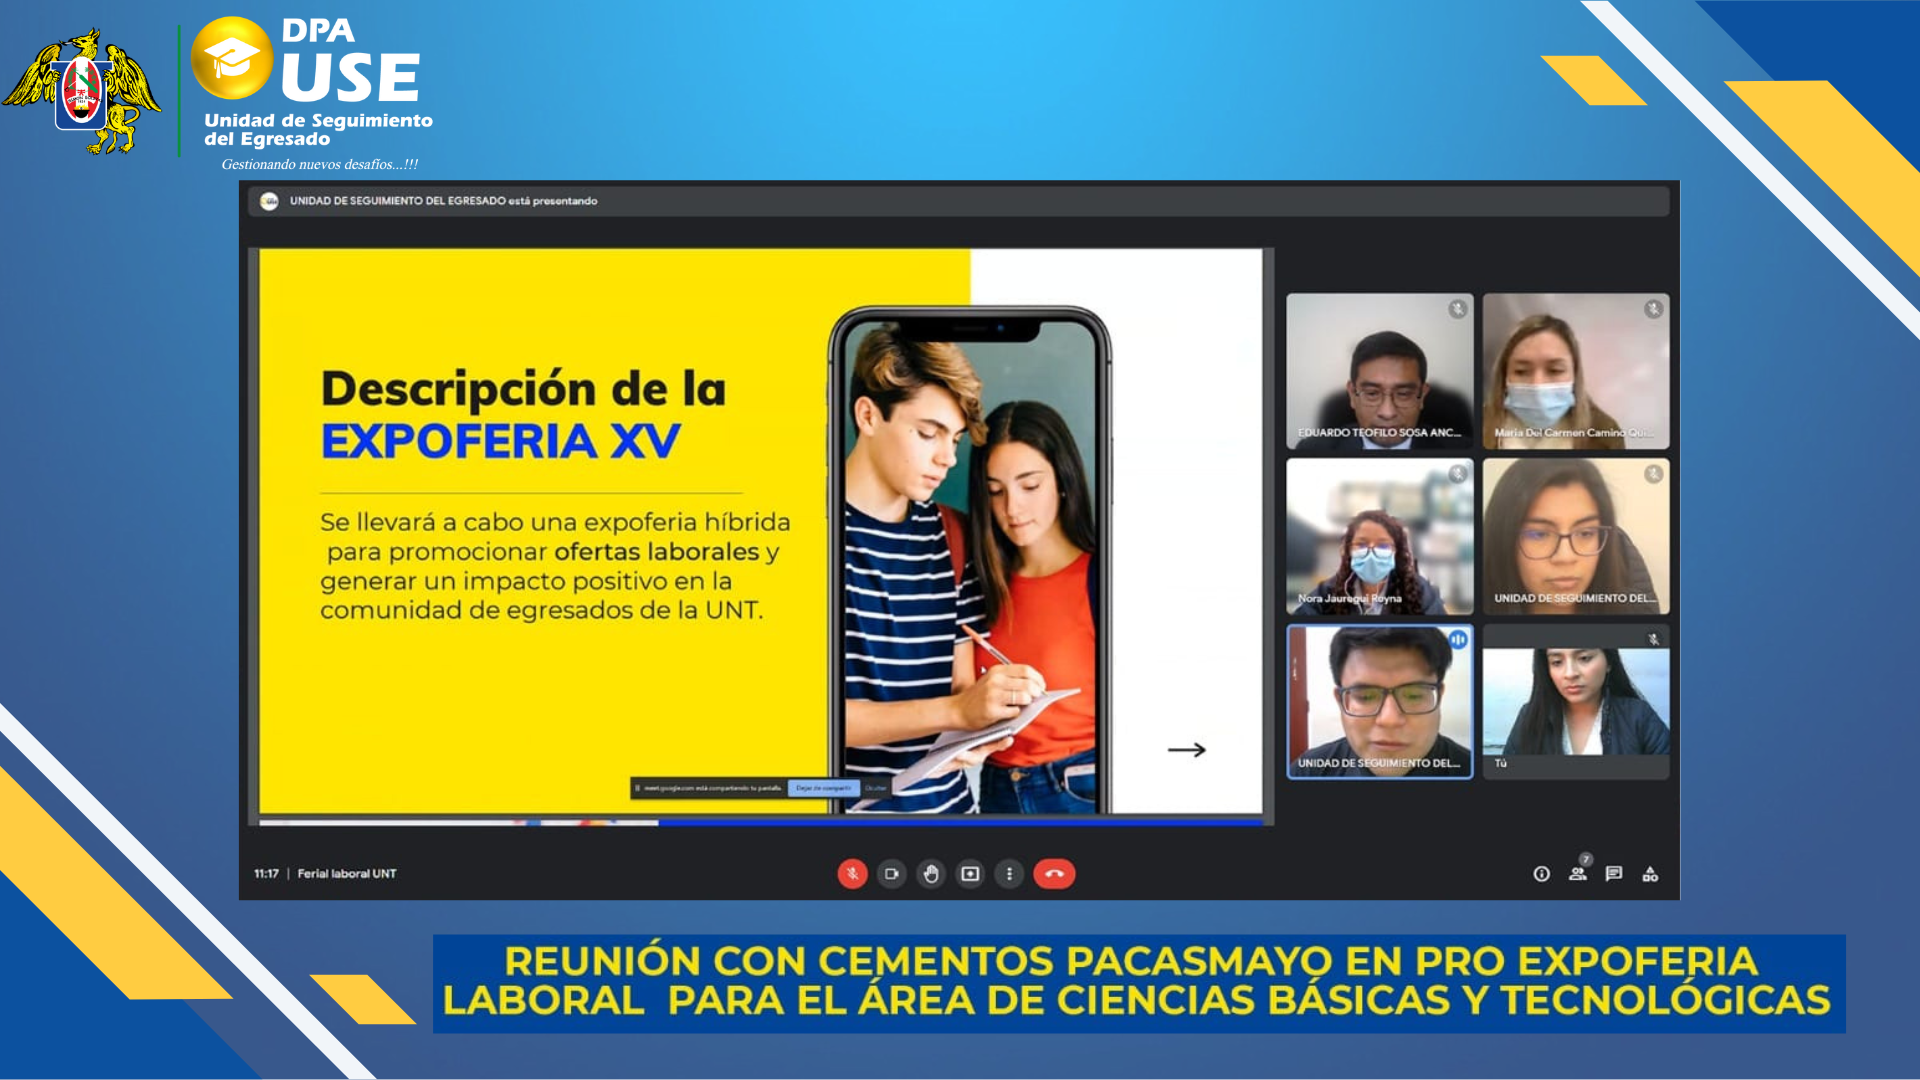 DPA
USE
Unidad de Seguimiento
del Egresado
Gestionando nuevos desafíos...!!!
UNIDAD DE SEGUIMIENTO DEL EGRESADO está presentando
Descripción de la
EXPOFERIA XV
Se llevará a cabo una expoferia híbrida
para promocionar ofertas laborales y
generar un impacto positivo en la
comunidad de egresados de la UNT.
meet.google.com está compartiendo tu pantalla.
Dejar de compartir
Ocultar
EDUARDO TEOFILO SOSA ANC...
Maria Del Carmen Camino Qui...
Nora Jauregui Reyna
UNIDAD DE SEGUIMIENTO DEL...
UNIDAD DE SEGUIMIENTO DEL...
Tú
11:17 | Ferial laboral UNT
7
REUNIÓN CON CEMENTOS PACASMAYO EN PRO EXPOFERIA
LABORAL PARA EL ÁREA DE CIENCIAS BÁSICAS Y TECNOLÓGICAS